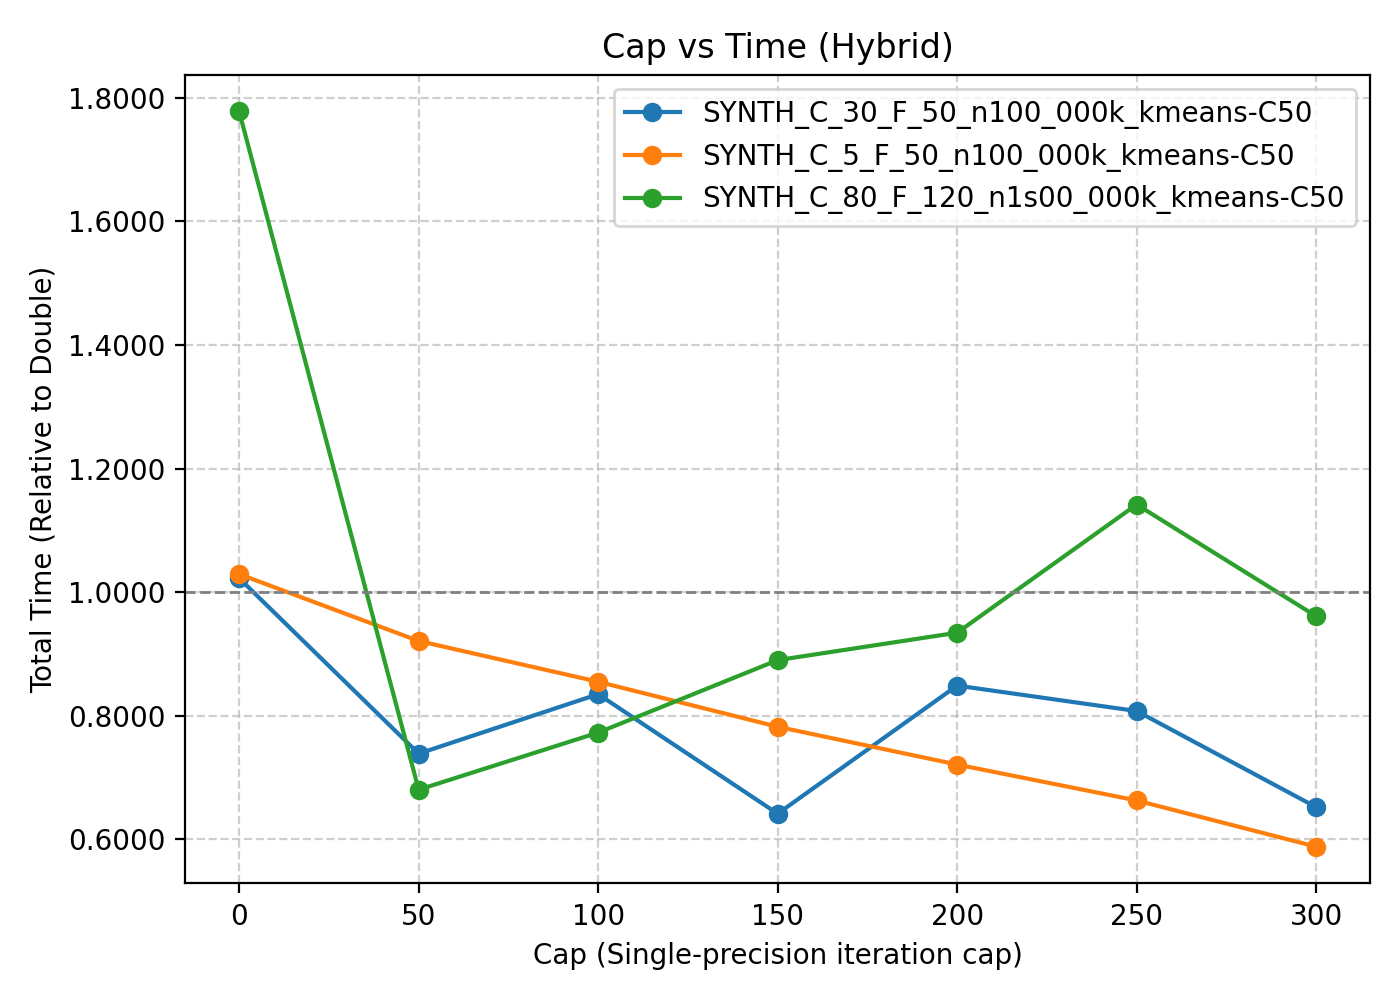 Cap vs Time (Hybrid)
SYNTH_C_30_F_50_n100_000k_kmeans-C50
SYNTH_C_5_F_50_n100_000k_kmeans-C50
SYNTH_C_80_F_120_n1s00_000k_kmeans-C50
Total Time (Relative to Double)
1.8000
1.6000
1.4000
1.2000
1.0000
0.8000
0.6000
0 50 100 150 200 250 300
Cap (Single-precision iteration cap)